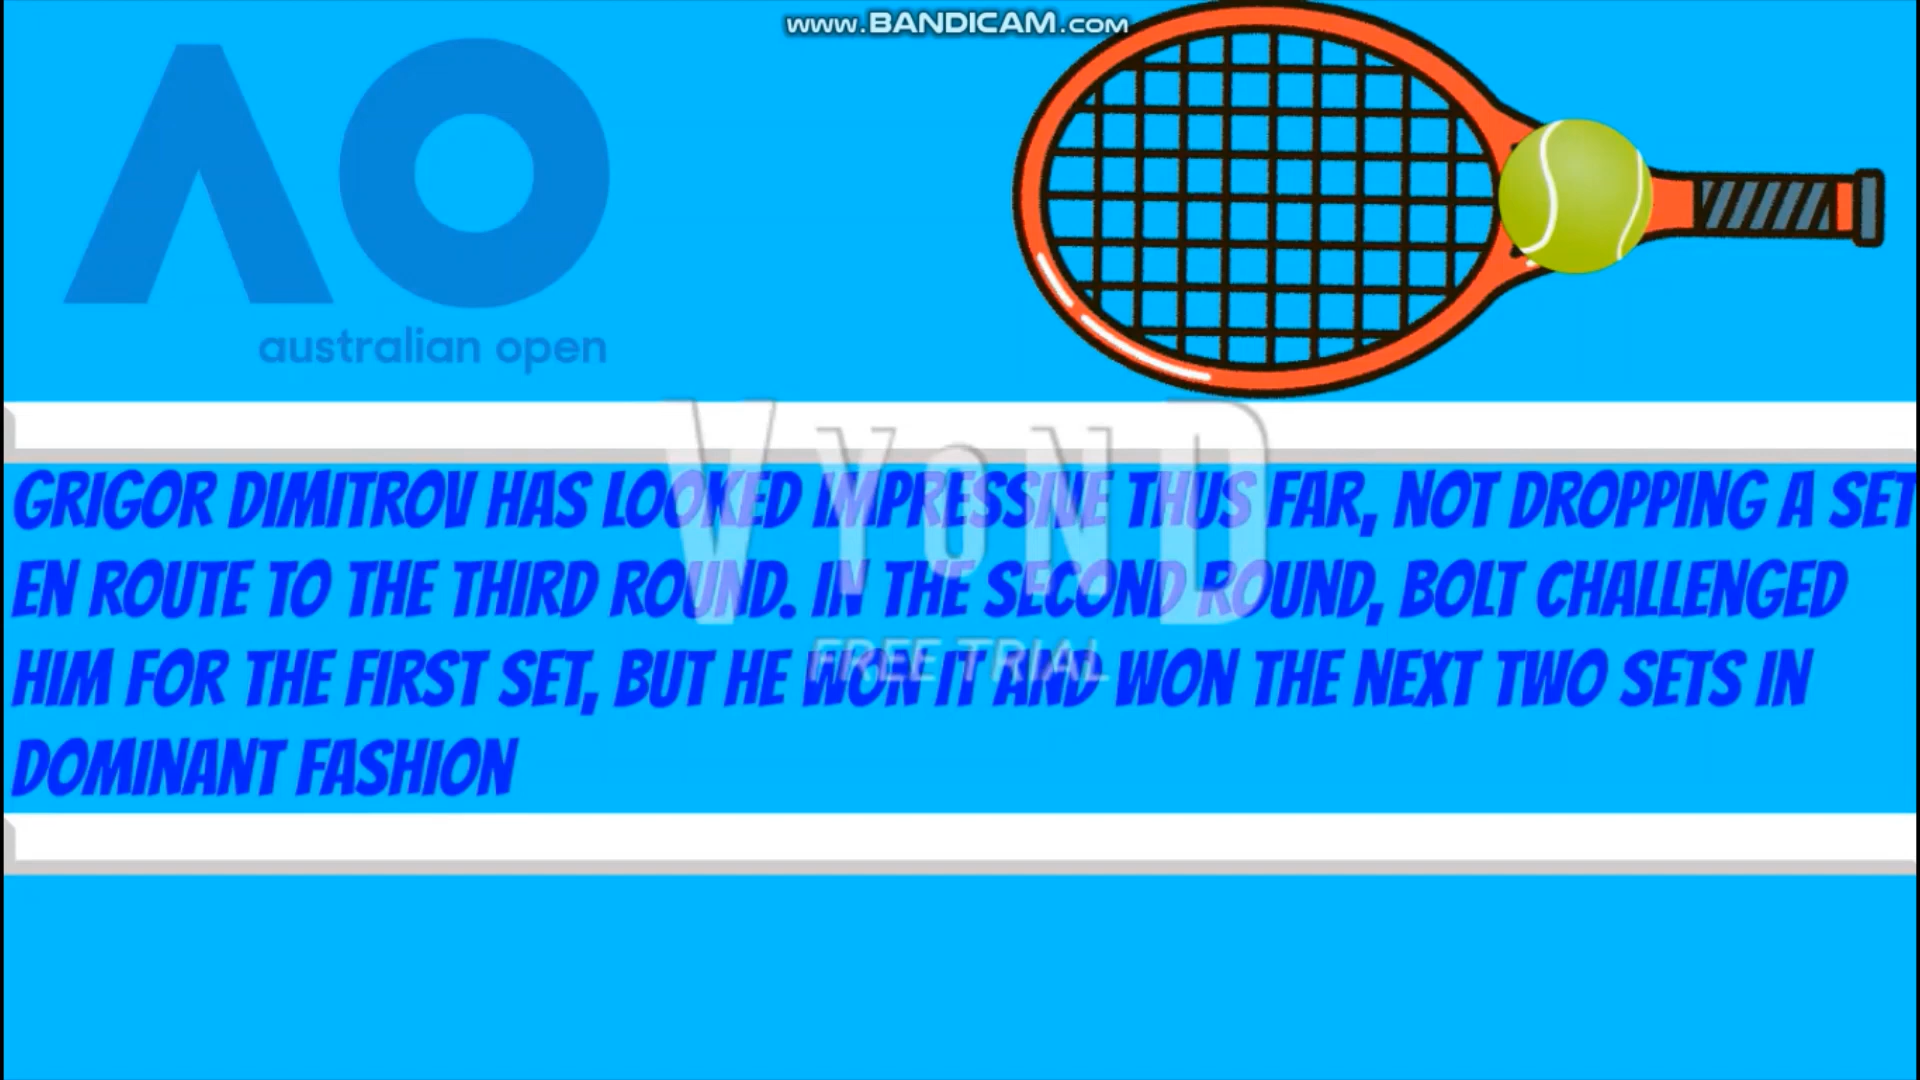 www.BANDICAM.com
AO
australian open
GRIGOR DIMITROV HAS LOOKED IMPRESSIVE THUS FAR, NOT DROPPING A SET
EN ROUTE TO THE THIRD ROUND. IN THE SECOND ROUND, BOLT CHALLENGED
HIM FOR THE FIRST SET, BUT HE WON IT AND WON THE NEXT TWO SETS IN
DOMINANT FASHION
VYOND
FREE TRIAL